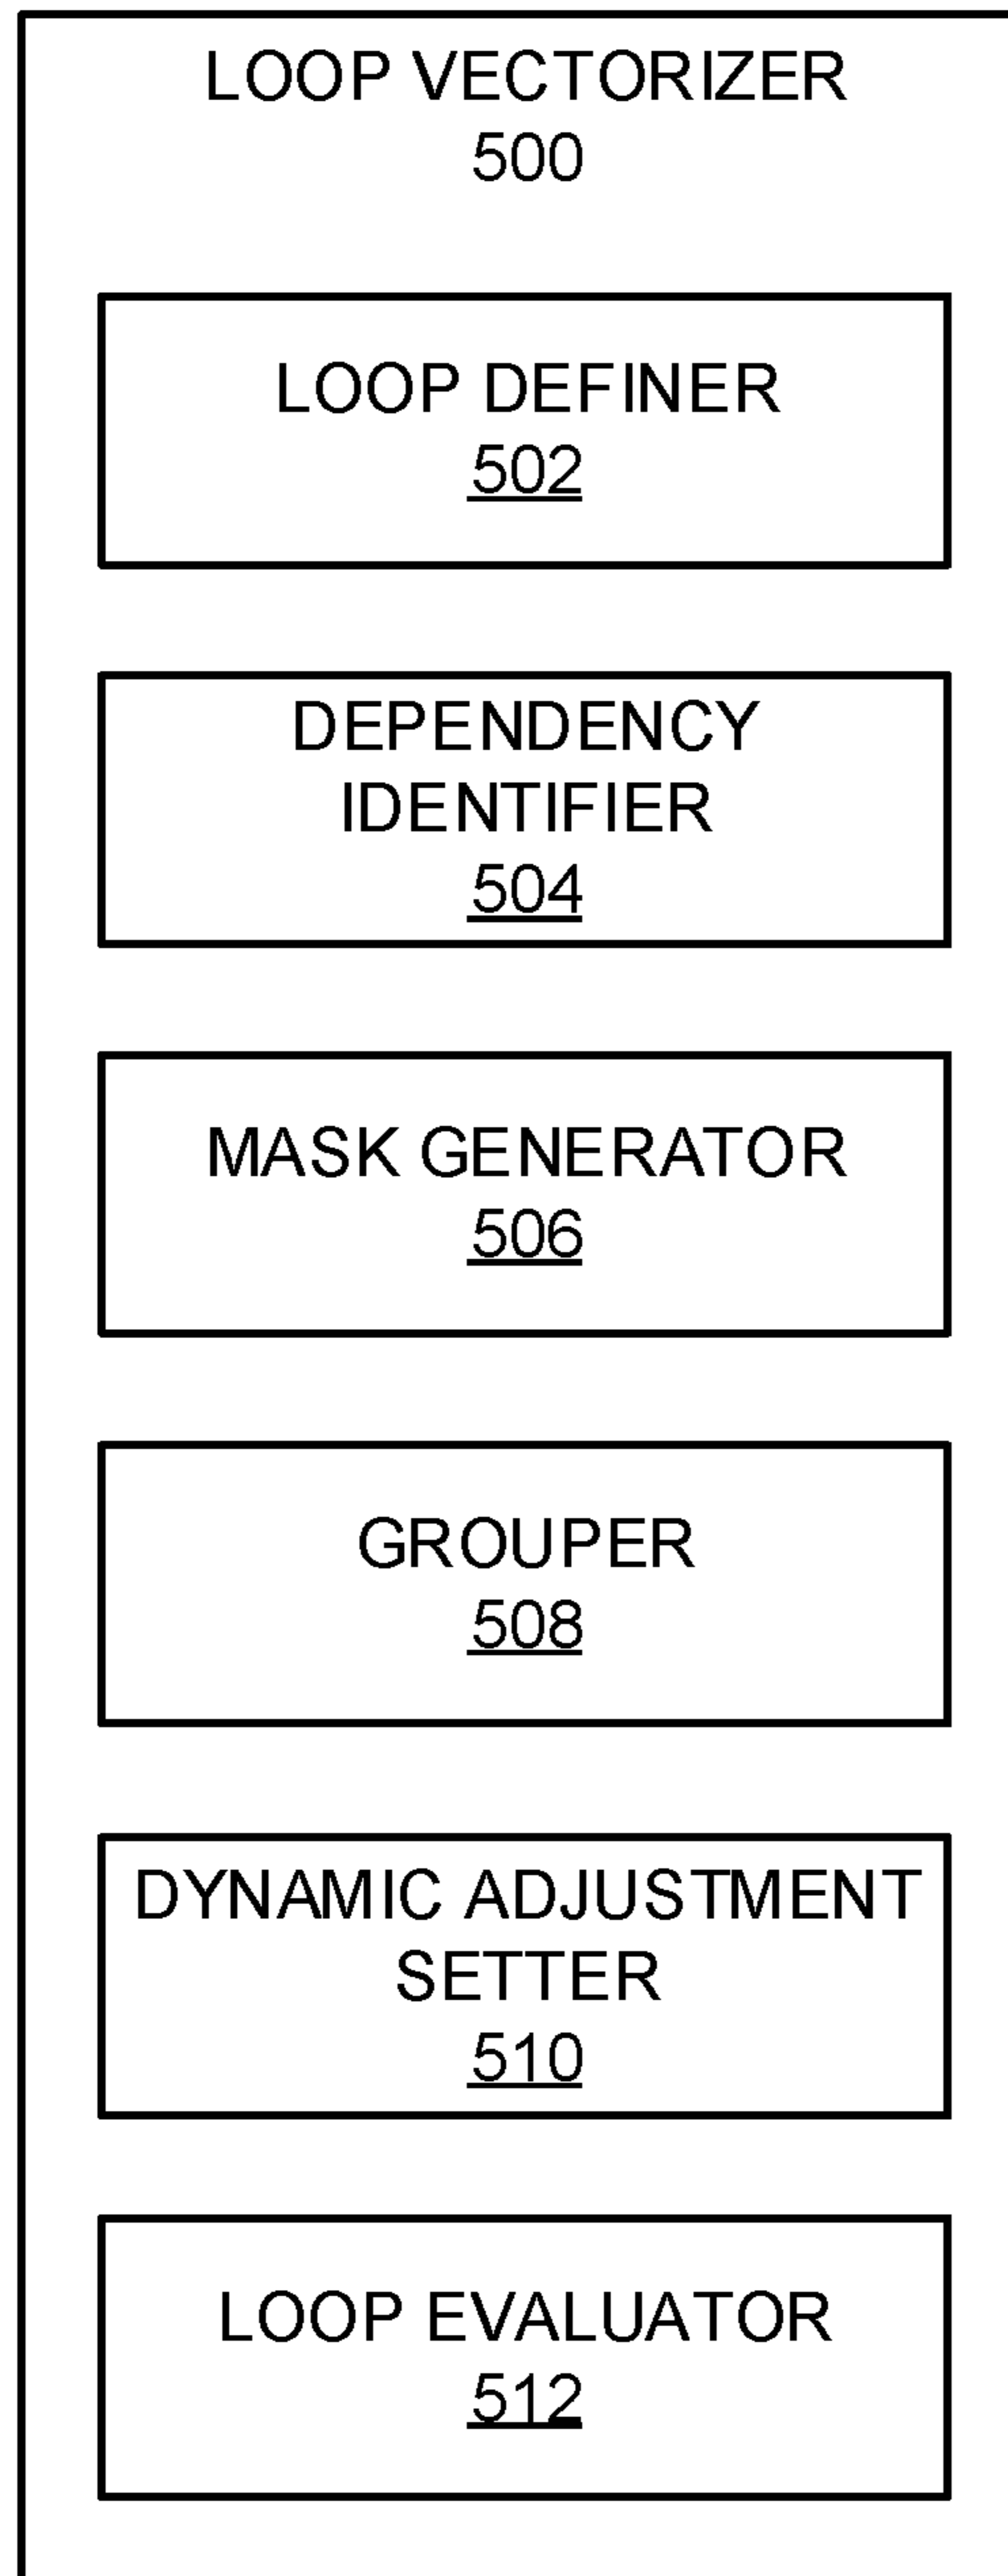 LOOP VECTORIZER
500
LOOP DEFINER
502
DEPENDENCY
IDENTIFIER
504
MASK GENERATOR
506
GROUPER
508
DYNAMIC ADJUSTMENT
SETTER
510
LOOP EVALUATOR
512